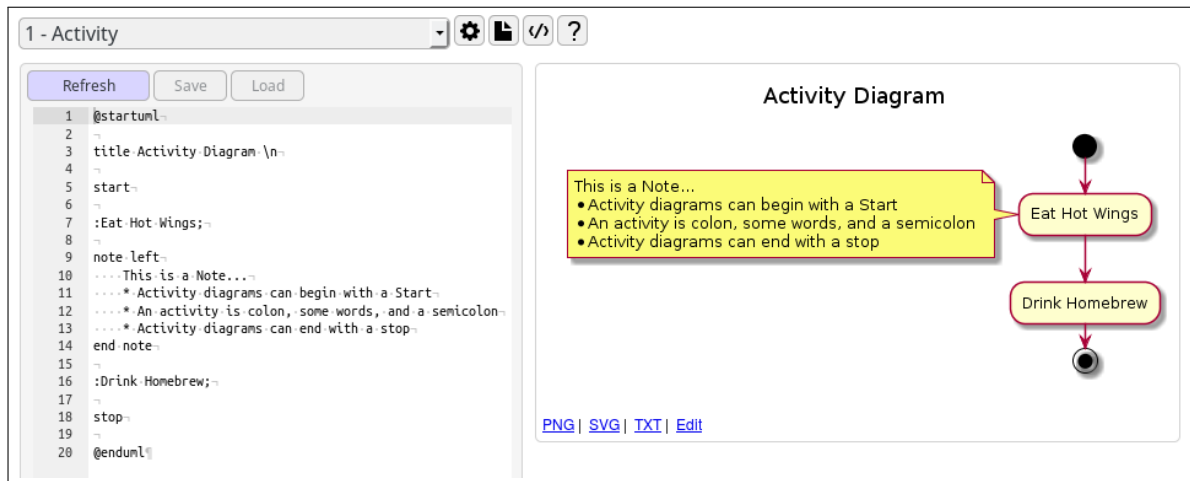 1 - Activity
?
Refresh Save Load
1 @startuml
2
3 title Activity Diagram \n
4
5 start
6
7 :Eat Hot Wings;
8
9 note left
10     This is a Note...
11     * Activity diagrams can begin with a Start
12     * An activity is colon, some words, and a semicolon
13     * Activity diagrams can end with a stop
14 end note
15
16 :Drink Homebrew;
17
18 stop
19
20 @enduml
Activity Diagram
This is a Note...
• Activity diagrams can begin with a Start
• An activity is colon, some words, and a semicolon
• Activity diagrams can end with a stop
Eat Hot Wings
Drink Homebrew
PNG | SVG | TXT | Edit